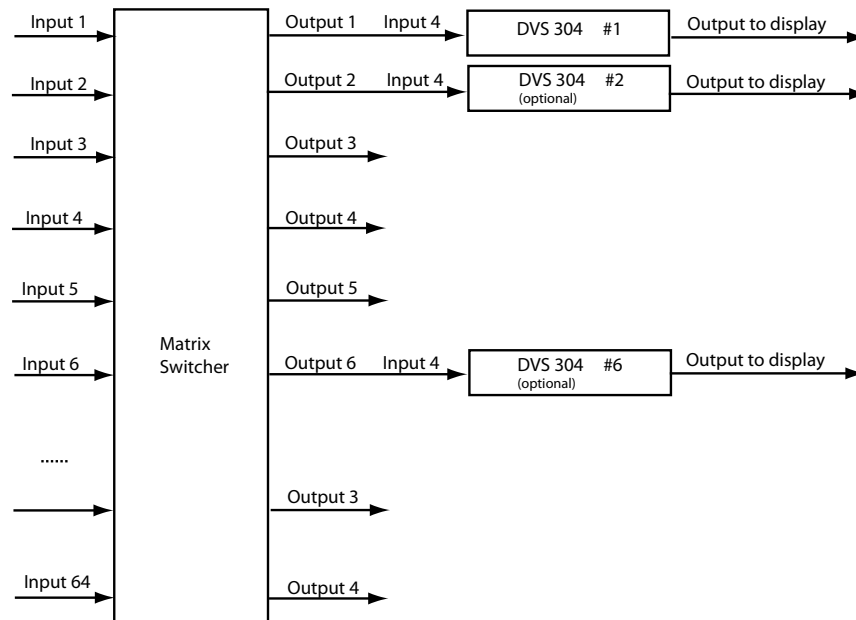 Input 1
Output 1 Input 4 DVS 304 #1 Output to display
Input 2
Output 2 Input 4 DVS 304 #2 Output to display
(optional)
Input 3
Output 3
Input 4
Output 4
Input 5
Output 5
Matrix
Switcher
Input 6
Output 6 Input 4 DVS 304 #6 Output to display
(optional)
......
Output 3
Input 64
Output 4